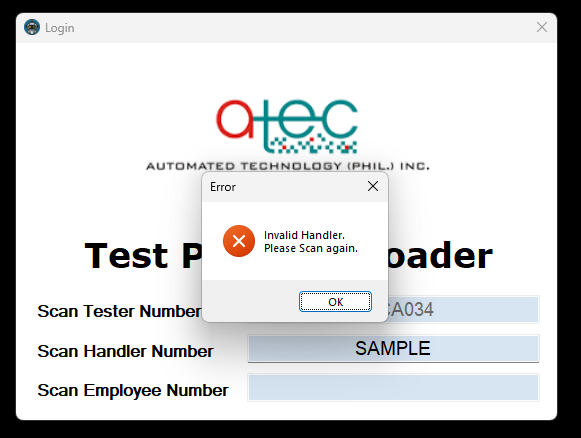 Login
atec
AUTOMATED TECHNOLOGY (PHIL.) INC.
Error
Invalid Handler.
Please Scan again.
OK
Test P oader
Scan Tester Number
A034
Scan Handler Number SAMPLE
Scan Employee Number